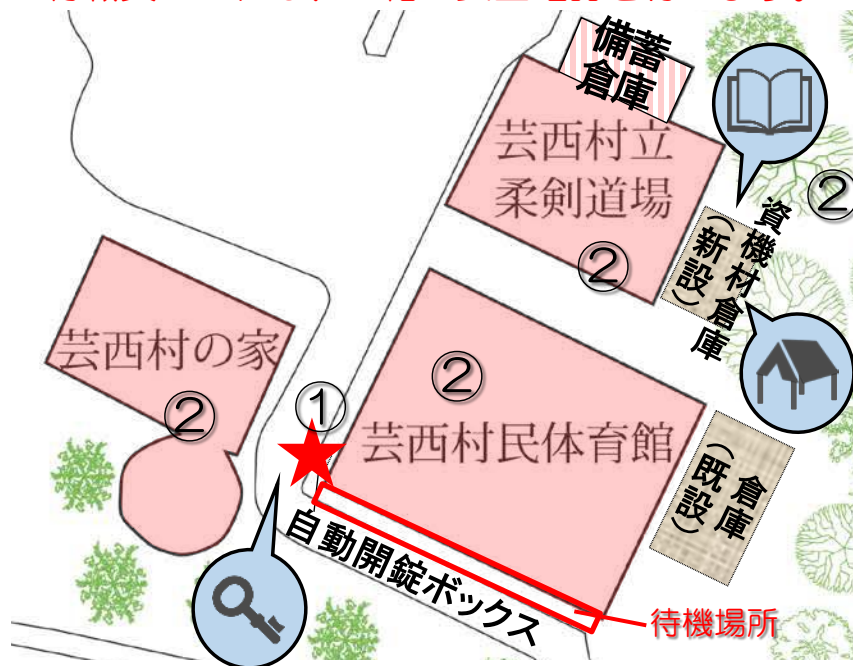 備蓄
倉庫
芸西村立
柔剣道場
②
②
資機材倉庫
（新設）
芸西村の家
②
①
②
芸西村民体育館
倉庫
（既設）
自動開錠ボックス
待機場所